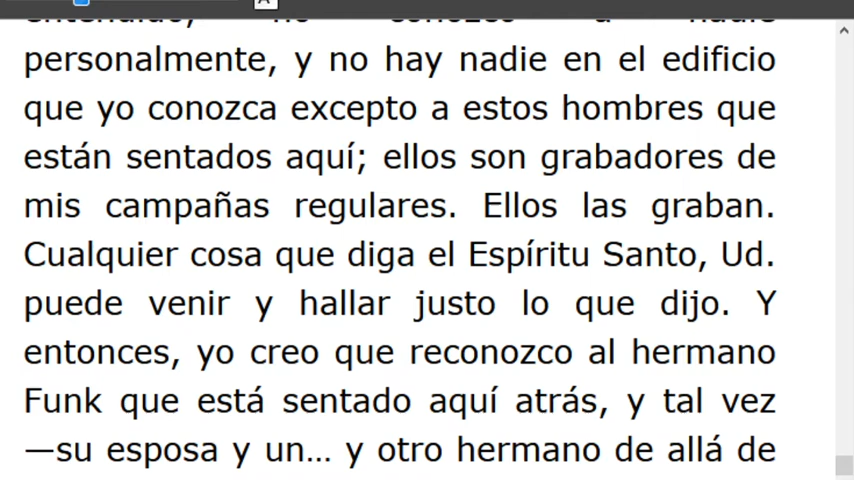 personalmente, y no hay nadie en el edificio
que yo conozca excepto a estos hombres que
están sentados aquí; ellos son grabadores de
mis campañas regulares. Ellos las graban.
Cualquier cosa que diga el Espíritu Santo, Ud.
puede venir y hallar justo lo que dijo. Y
entonces, yo creo que reconozco al hermano
Funk que está sentado aquí atrás, y tal vez
—su esposa y un… y otro hermano de allá de